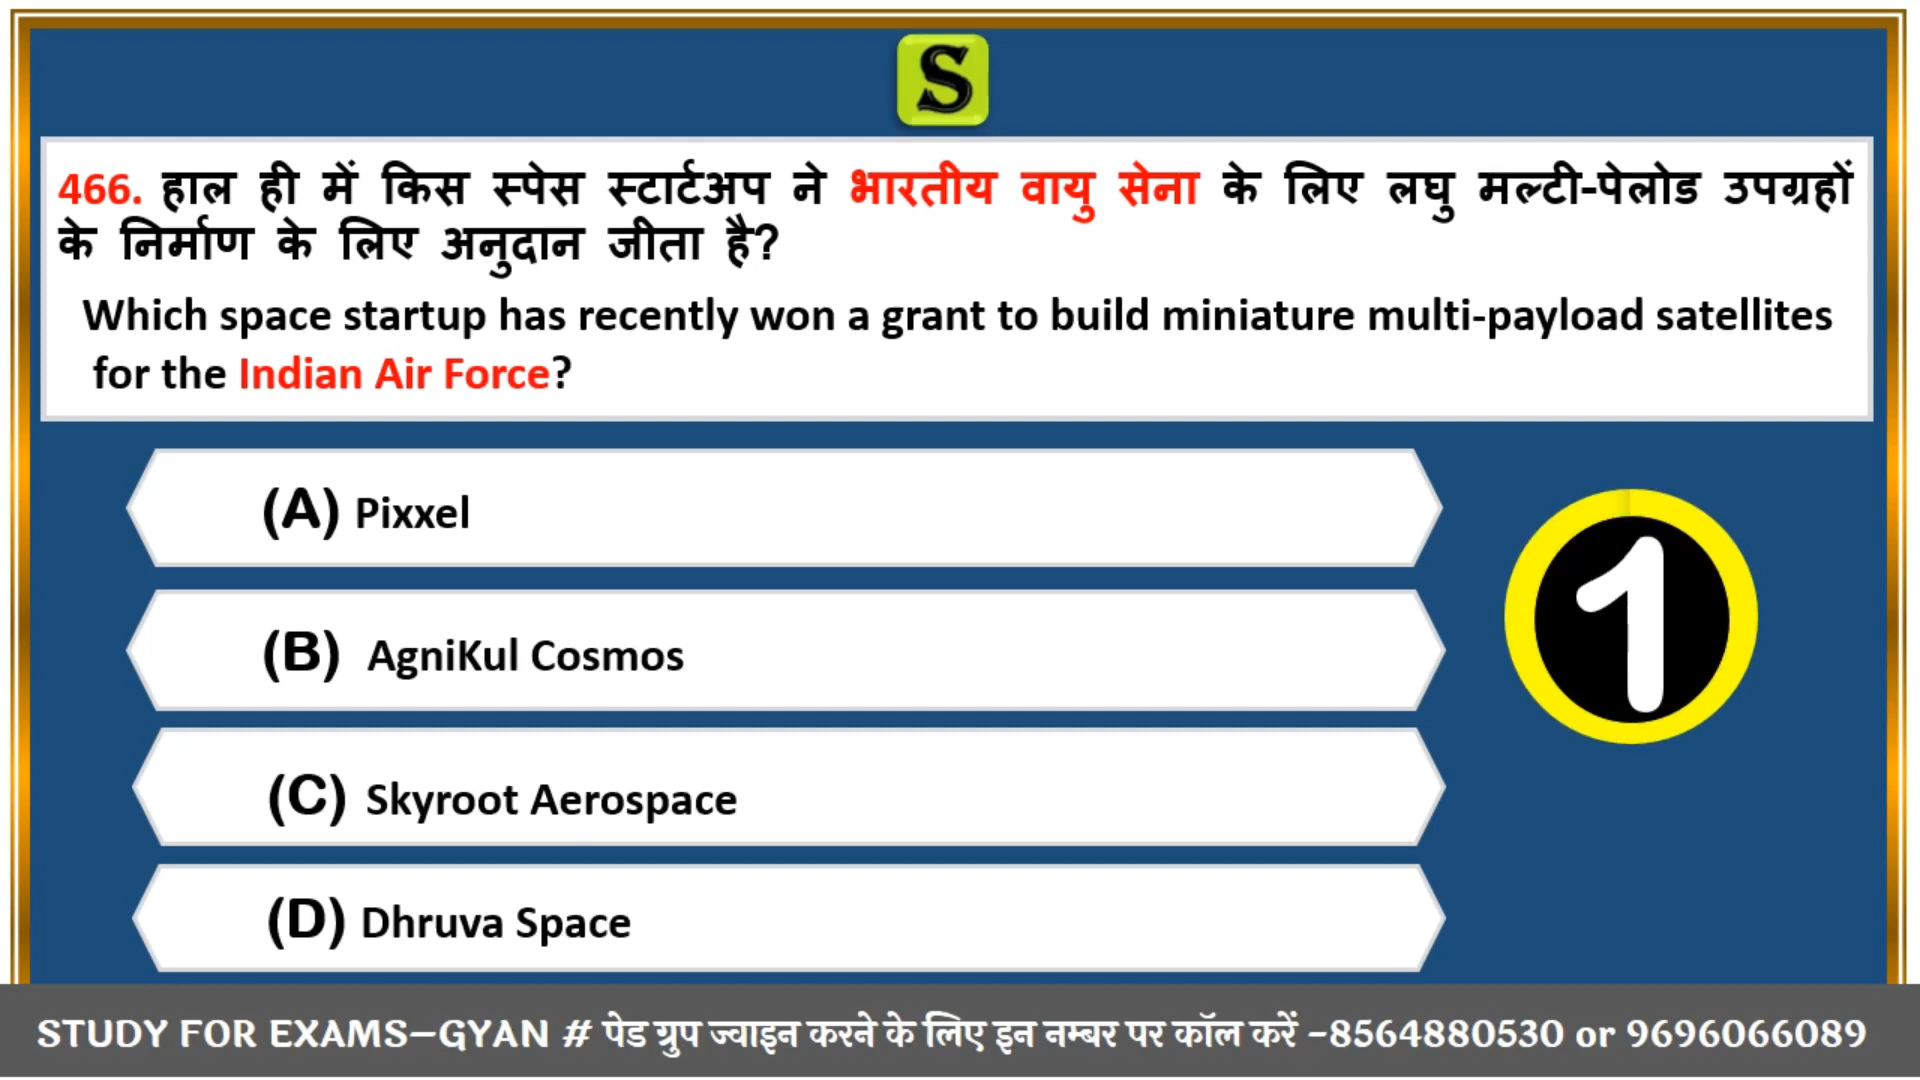 S
466. हाल ही में किस स्पेस स्टार्टअप ने भारतीय वायु सेना के लिए लघु मल्टी-पेलोड उपग्रहों
के निर्माण के लिए अनुदान जीता है?
Which space startup has recently won a grant to build miniature multi-payload satellites
for the Indian Air Force?
(A) Pixxel
(B) AgniKul Cosmos
1
(C) Skyroot Aerospace
(D) Dhruva Space
STUDY FOR EXAMS–GYAN # पेड ग्रुप ज्वाइन करने के लिए इन नम्बर पर कॉल करें –8564880530 or 9696066089